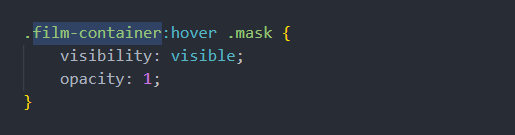 .film-container:hover .mask {
    visibility: visible;
    opacity: 1;
}